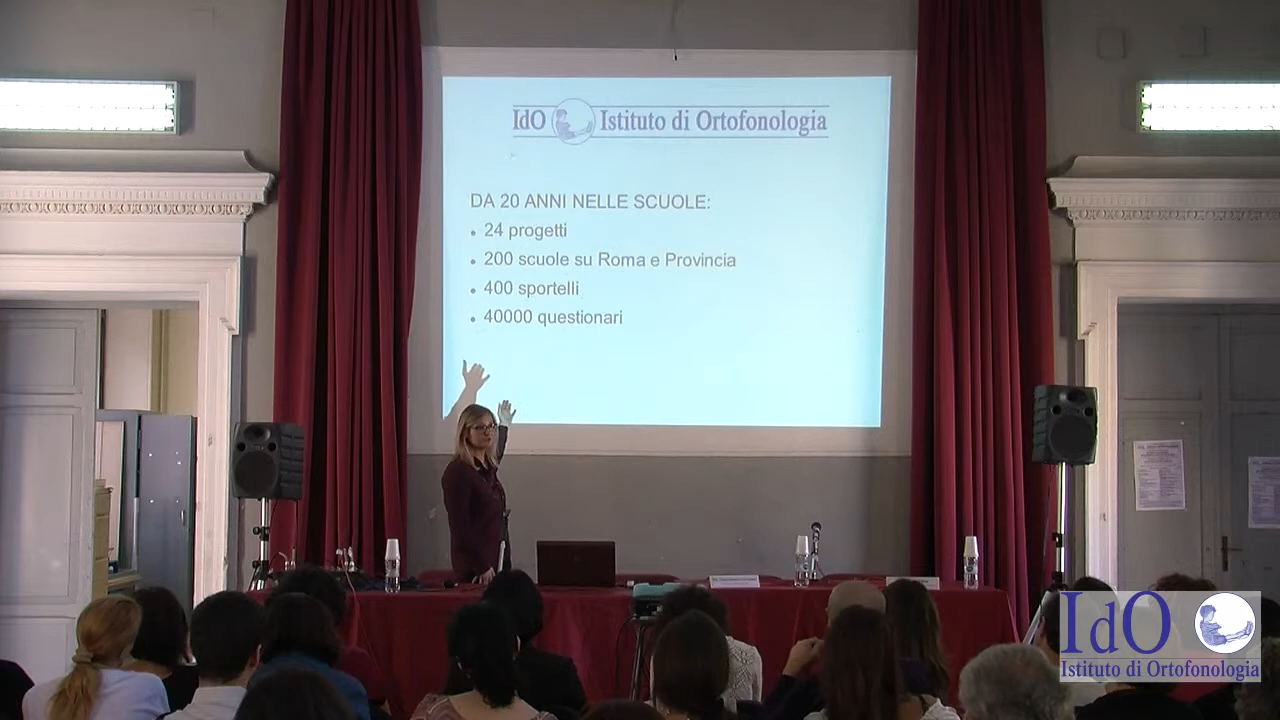 IdO Istituto di Ortofonologia
DA 20 ANNI NELLE SCUOLE:
• 24 progetti
• 200 scuole su Roma e Provincia
• 400 sportelli
• 40000 questionari
IdO
Istituto di Ortofonologia